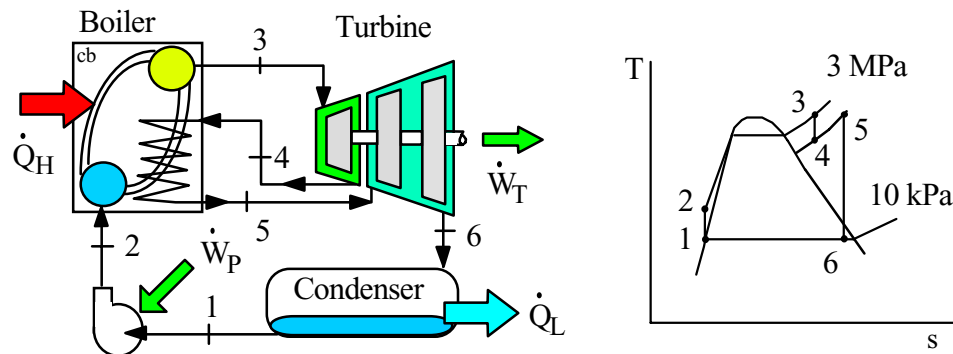 Boiler
cb
3
Turbine
Q̇H
4
ẆT
5
2
ẆP
6
Condenser
1
Q̇L
T
3 MPa
3
5
4
2
10 kPa
1
6
s